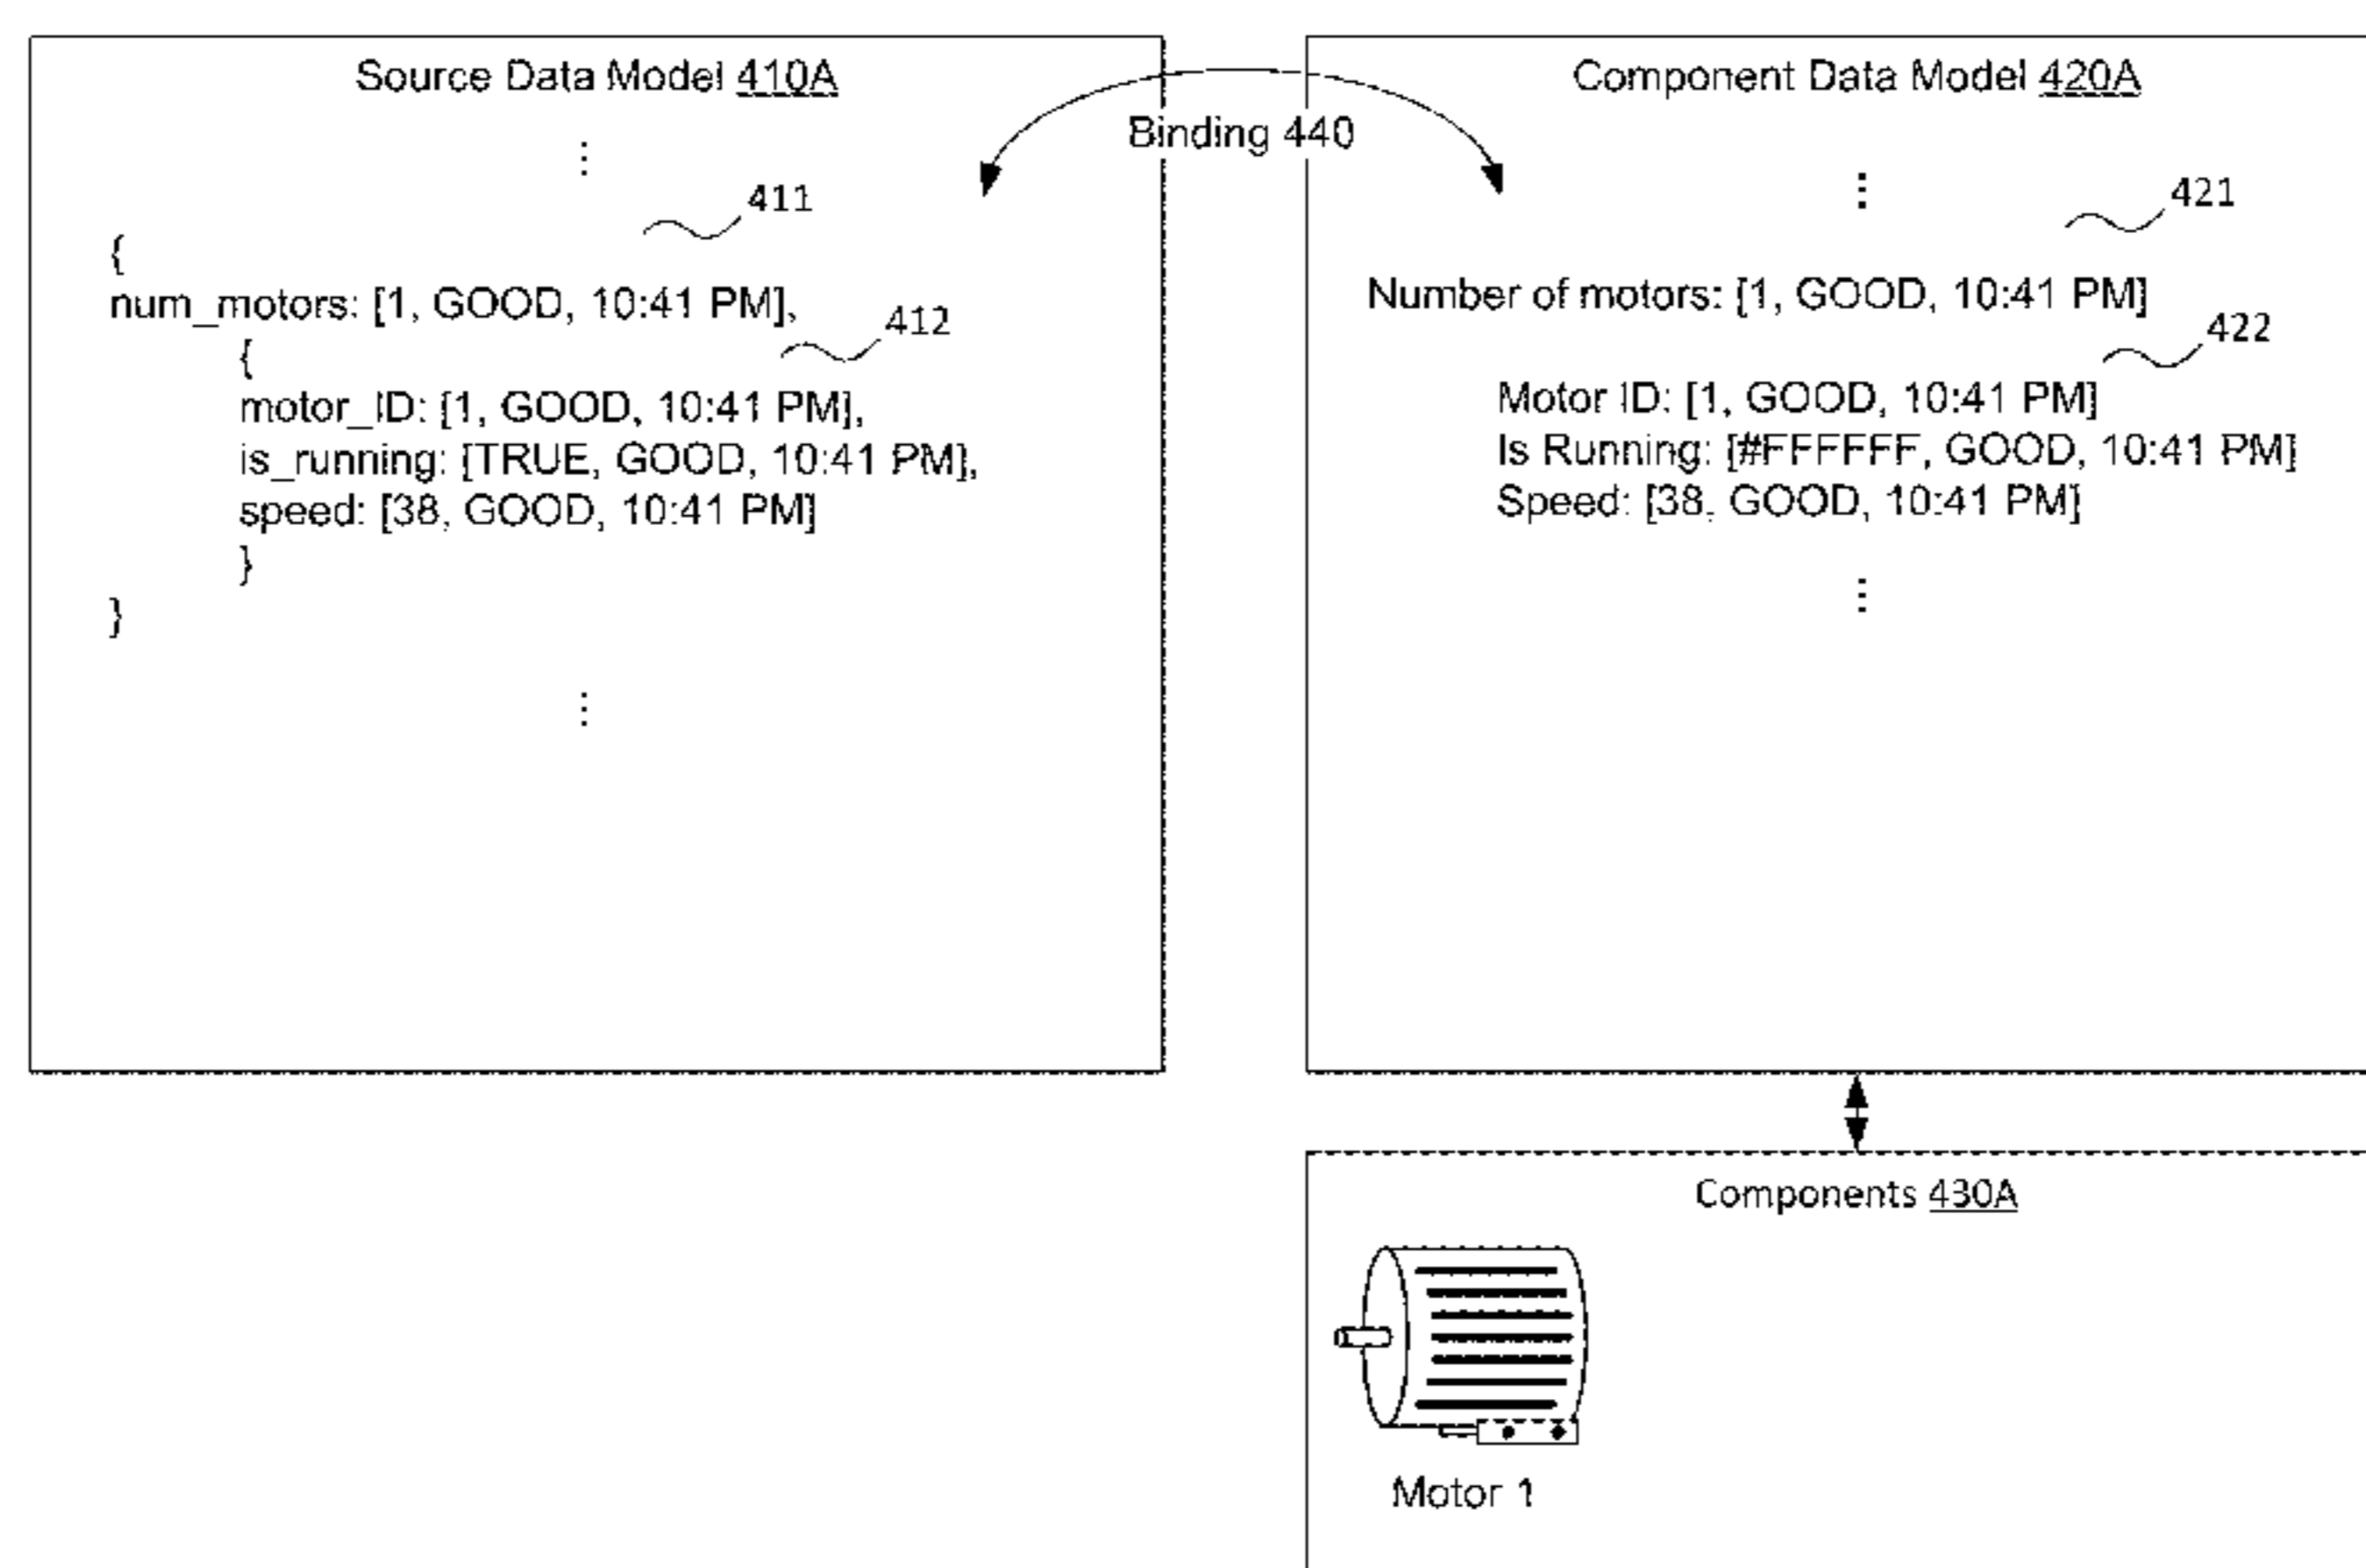 Source Data Model 410A
⋮
411
{
num_motors: [1, GOOD, 10:41 PM],
412
{
motor_ID: [1, GOOD, 10:41 PM],
is_running: [TRUE, GOOD, 10:41 PM],
speed: [38, GOOD, 10:41 PM]
}
}
⋮
Binding 440
Component Data Model 420A
⋮
421
Number of motors: [1, GOOD, 10:41 PM]
422
Motor ID: [1, GOOD, 10:41 PM]
Is Running: [#FFFFFF, GOOD, 10:41 PM]
Speed: [38, GOOD, 10:41 PM]
⋮
Components 430A
Motor 1